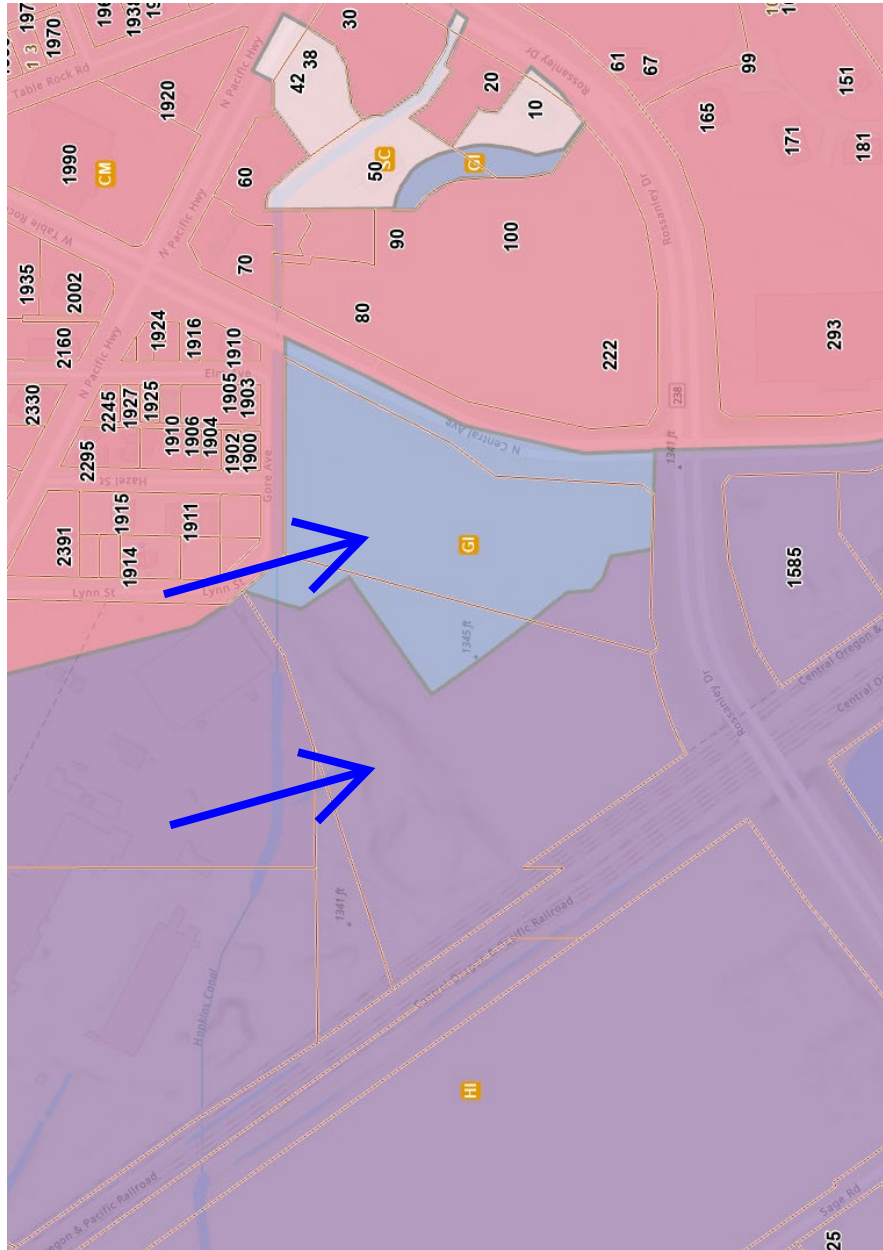 1970
30
N Pacific Hwy
38
42
Table Rock Rd
1920
1990
CM
Rossanley Dr
61
67
99
151
20
10
165
171
181
50
SC
GI
60
N Pacific Hwy
70
90
100
Rossanley Dr
1935
2002
80
222
293
2160
1924
1916
1910
N Pacific Hwy
2330
2245
1927
1925
1905
1903
1910
1906
1904
1902
1900
2295
Hazel St
Gore Ave
N Central Ave
238
1341 ft
2391
1915
1911
1914
GI
1585
Lynn St
Lynn St
1345 ft
Rossanley Dr
Central Oregon &
1341 ft
Central Oregon & Pacific Railroad
Hopkins Canal
HI
& Pacific Railroad
Sage Rd
25